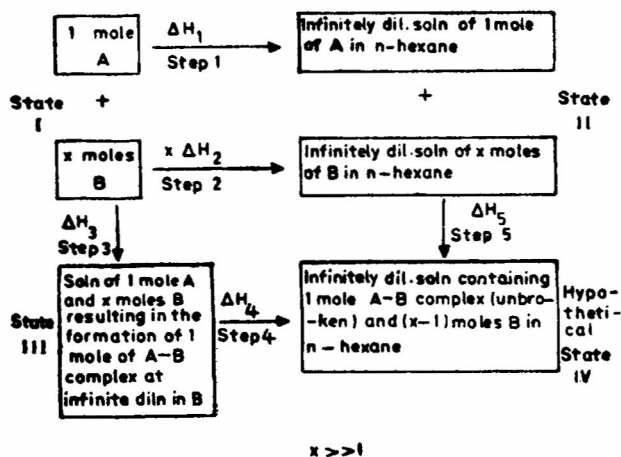 1 mole
A
ΔH1
Step 1
Infinitely dil. soln of 1 mole
of A in n-hexane
State
I
+
+
State
II
x moles
B
x ΔH2
Step 2
Infinitely dil. soln of x moles
of B in n-hexane
ΔH3
Step 3
ΔH5
Step 5
State
III
Soln of 1 mole A
and x moles B
resulting in the
formation of 1
mole of A-B
complex at
infinite diln in B
ΔH4
Step 4
Infinitely dil. soln containing
1 mole A-B complex (unbro-
ken) and (x-1) moles B in
n-hexane
Hypo-
theti-
cal
State
IV
x >>1